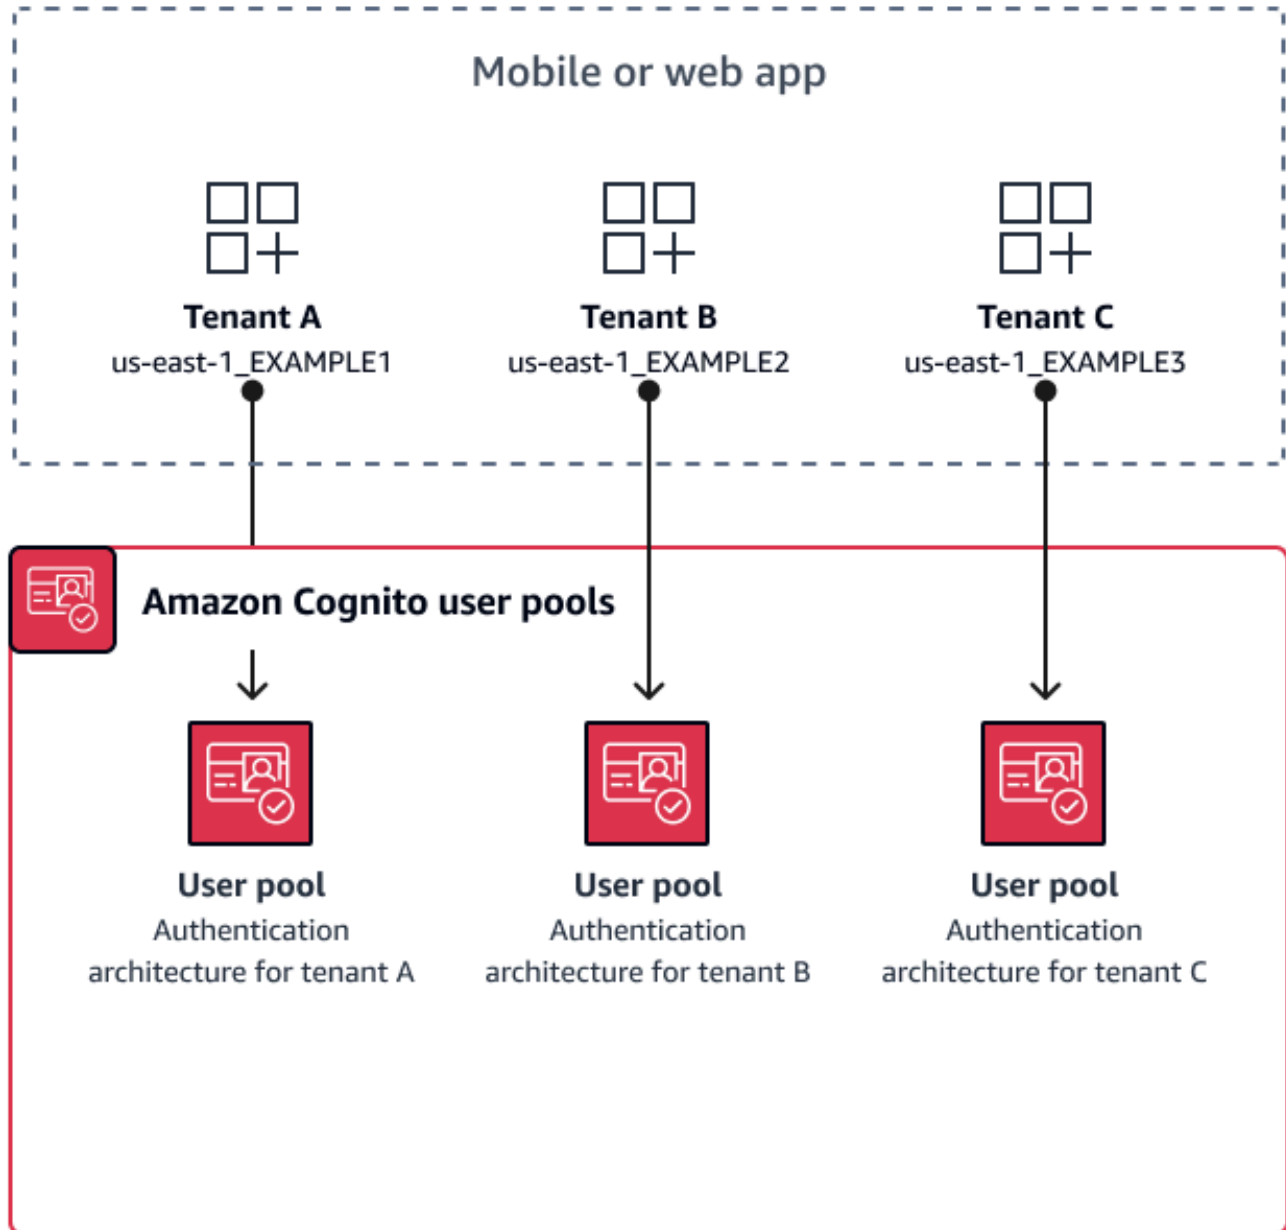 Mobile or web app
Tenant A
us-east-1_EXAMPLE1
Tenant B
us-east-1_EXAMPLE2
Tenant C
us-east-1_EXAMPLE3
Amazon Cognito user pools
User pool
Authentication
architecture for tenant A
User pool
Authentication
architecture for tenant B
User pool
Authentication
architecture for tenant C